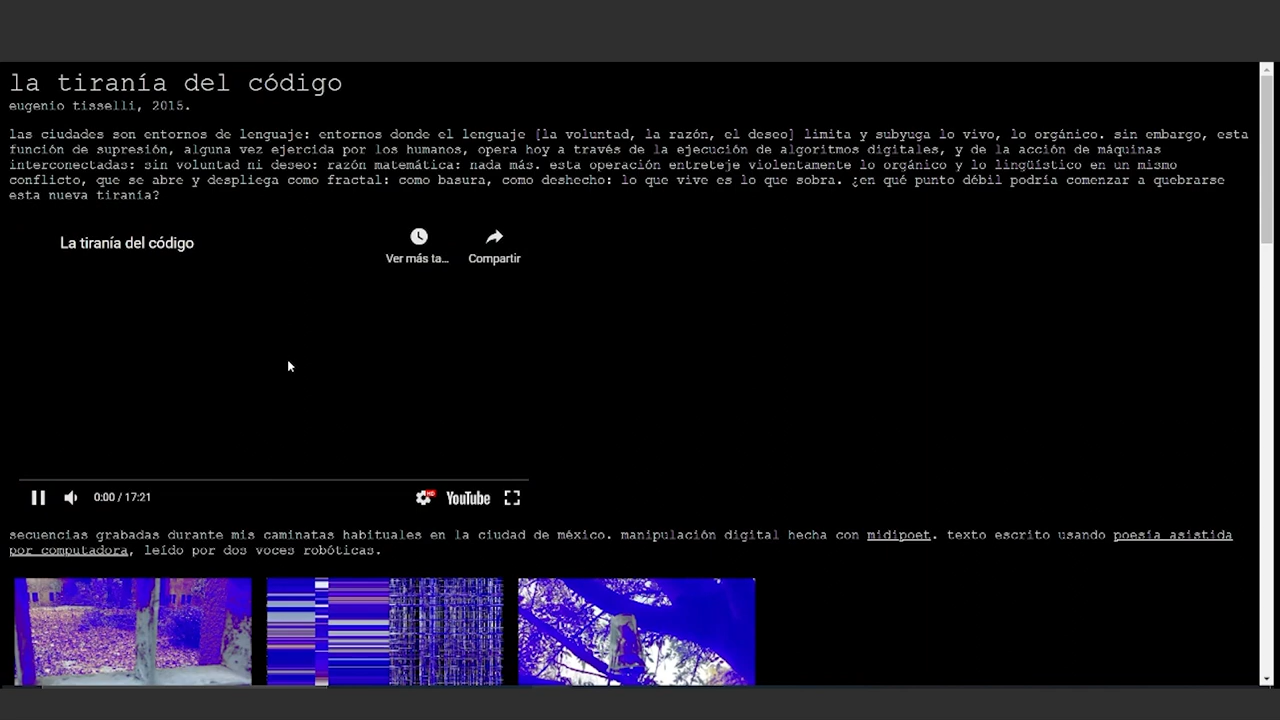 la tiranía del código
eugenio tisselli, 2015.
las ciudades son entornos de lenguaje: entornos donde el lenguaje [la voluntad, la razón, el deseo] limita y subyuga lo vivo, lo orgánico. sin embargo, esta
función de supresión, alguna vez ejercida por los humanos, opera hoy a través de la ejecución de algoritmos digitales, y de la acción de máquinas
interconectadas: sin voluntad ni deseo: razón matemática: nada más. esta operación entreteje violentamente lo orgánico y lo lingüístico en un mismo
conflicto, que se abre y despliega como fractal: como basura, como deshecho: lo que vive es lo que sobra. ¿en qué punto débil podría comenzar a quebrarse
esta nueva tiranía?
La tiranía del código
Ver más ta...
Compartir
0:00 / 17:21
HD
YouTube
secuencias grabadas durante mis caminatas habituales en la ciudad de méxico. manipulación digital hecha con midipoet. texto escrito usando poesía asistida
por computadora, leído por dos voces robóticas.